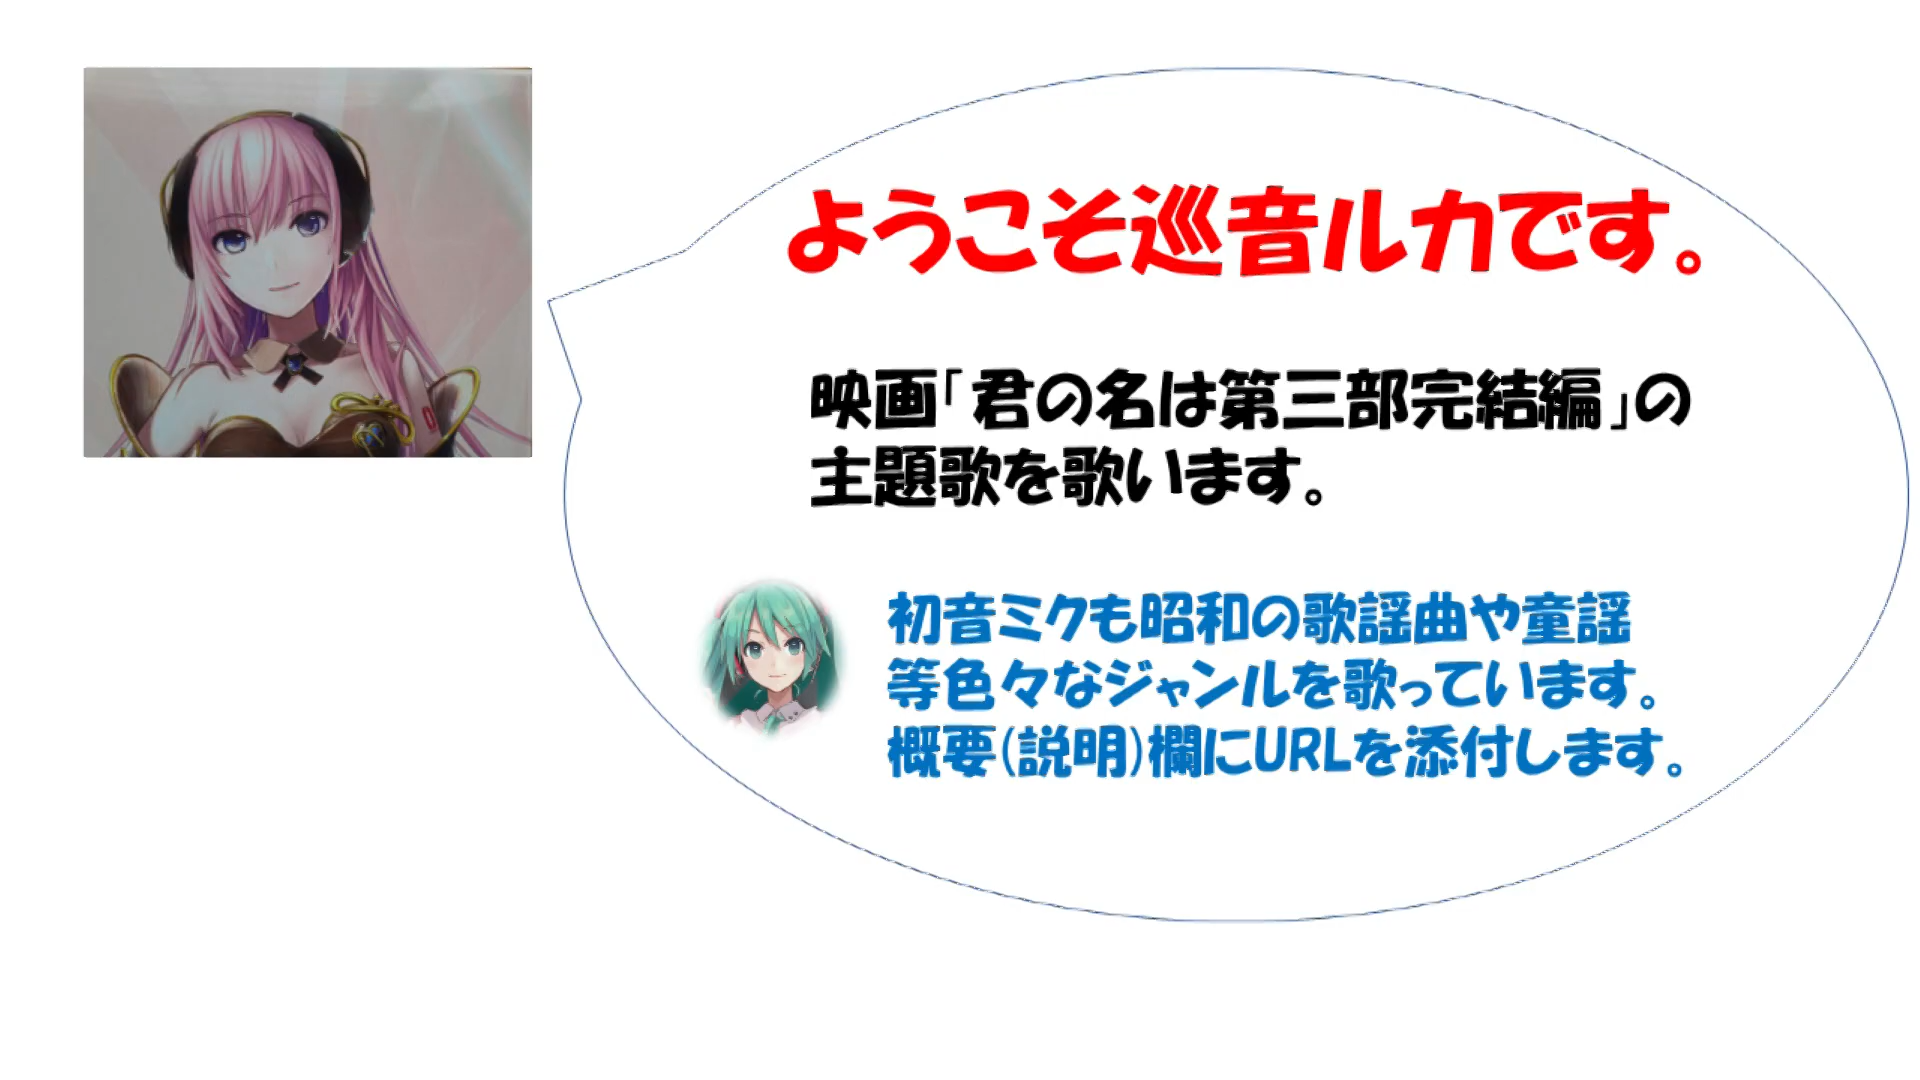 ようこそ巡音ルカです。
映画「君の名は第三部完結編」の
主題歌を歌います。
初音ミクも昭和の歌謡曲や童謡
等色々なジャンルを歌っています。
概要(説明)欄にURLを添付します。